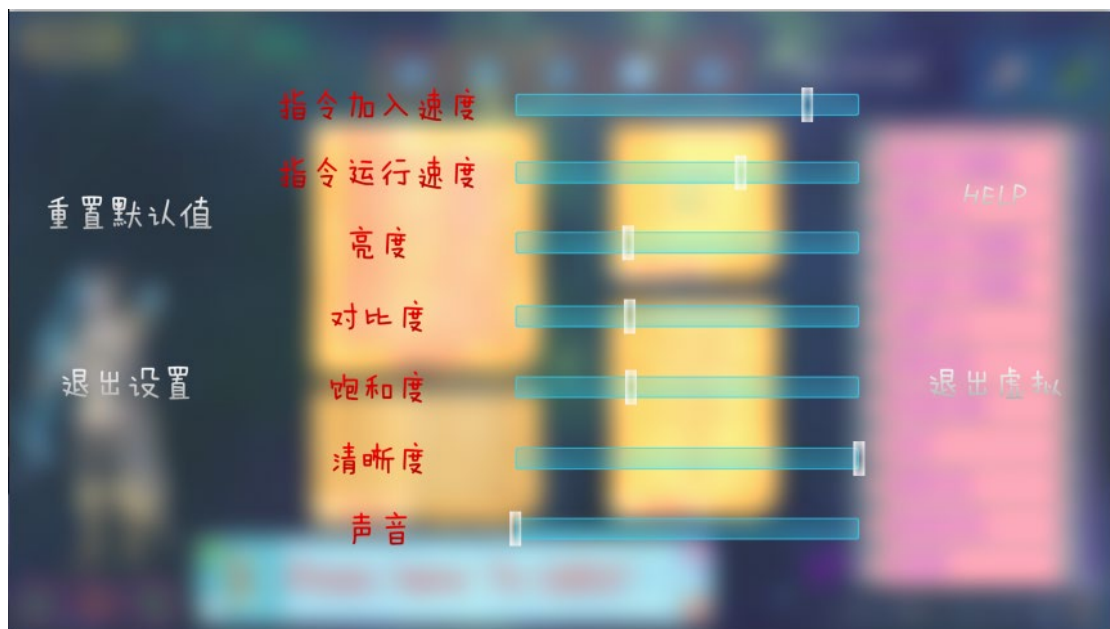 指令加入速度
指令运行速度
HELP
重置默认值
亮度
对比度
退出设置
饱和度
退出虚拟
清晰度
声音